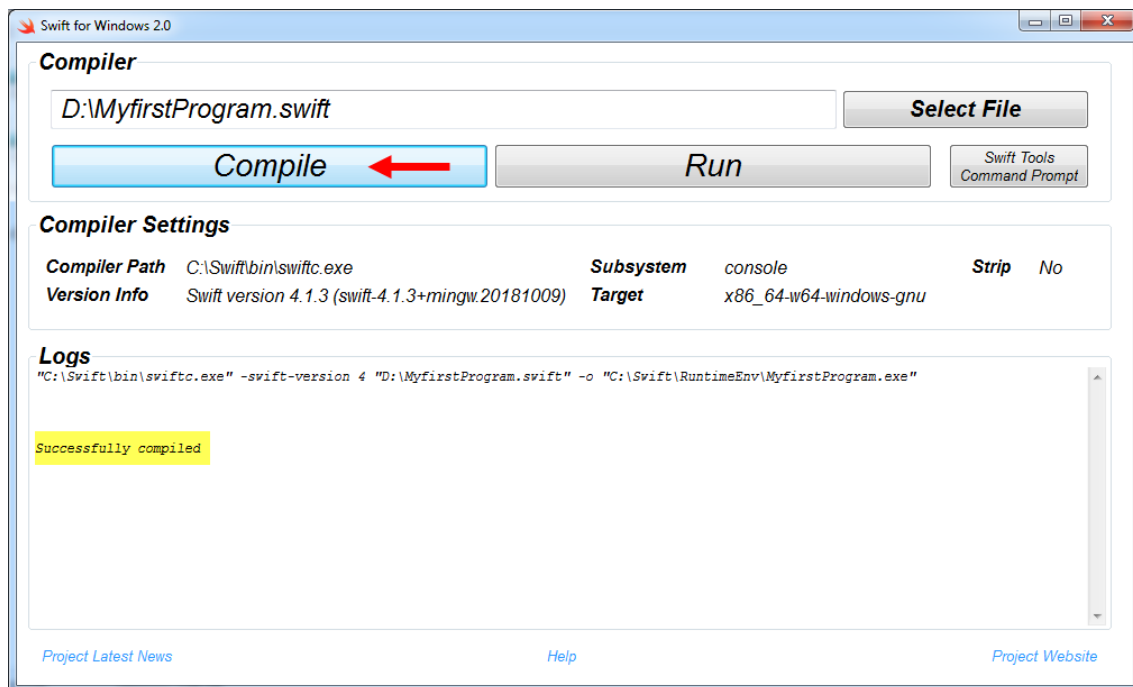 Swift for Windows 2.0
Compiler
D:\MyfirstProgram.swift
Select File
Compile
Run
Swift Tools
Command Prompt
Compiler Settings
Compiler Path C:\Swift\bin\swiftc.exe Subsystem console Strip No
Version Info Swift version 4.1.3 (swift-4.1.3+mingw.20181009) Target x86_64-w64-windows-gnu
Logs
"C:\Swift\bin\swiftc.exe" -swift-version 4 "D:\MyfirstProgram.swift" -o "C:\Swift\RuntimeEnv\MyfirstProgram.exe"
Successfully compiled
Project Latest News Help Project Website